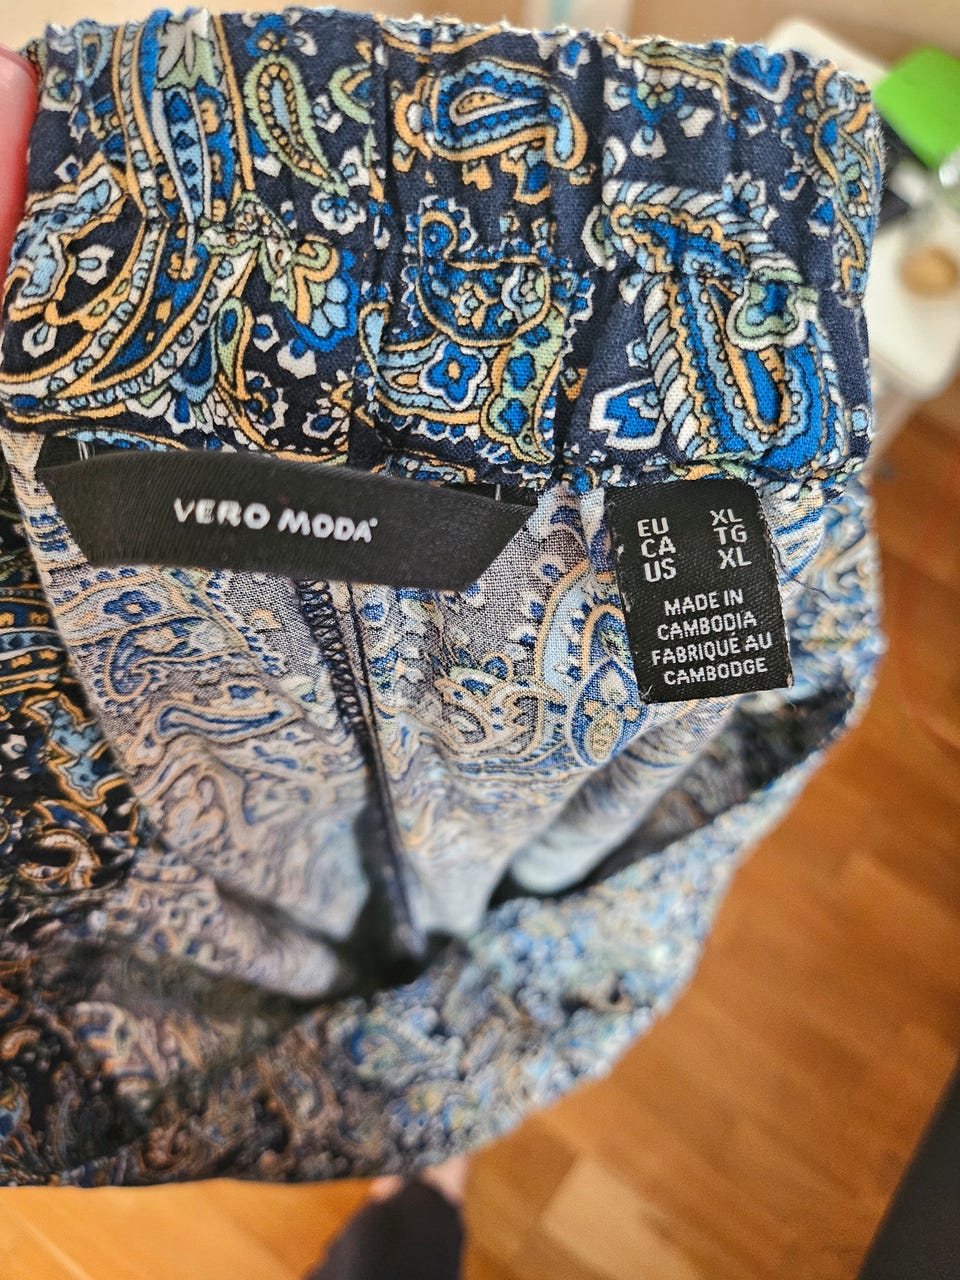 VERO MODA
EU XL
CA TG
US XL
MADE IN
CAMBODIA
FABRIQUÉ AU
CAMBODGE